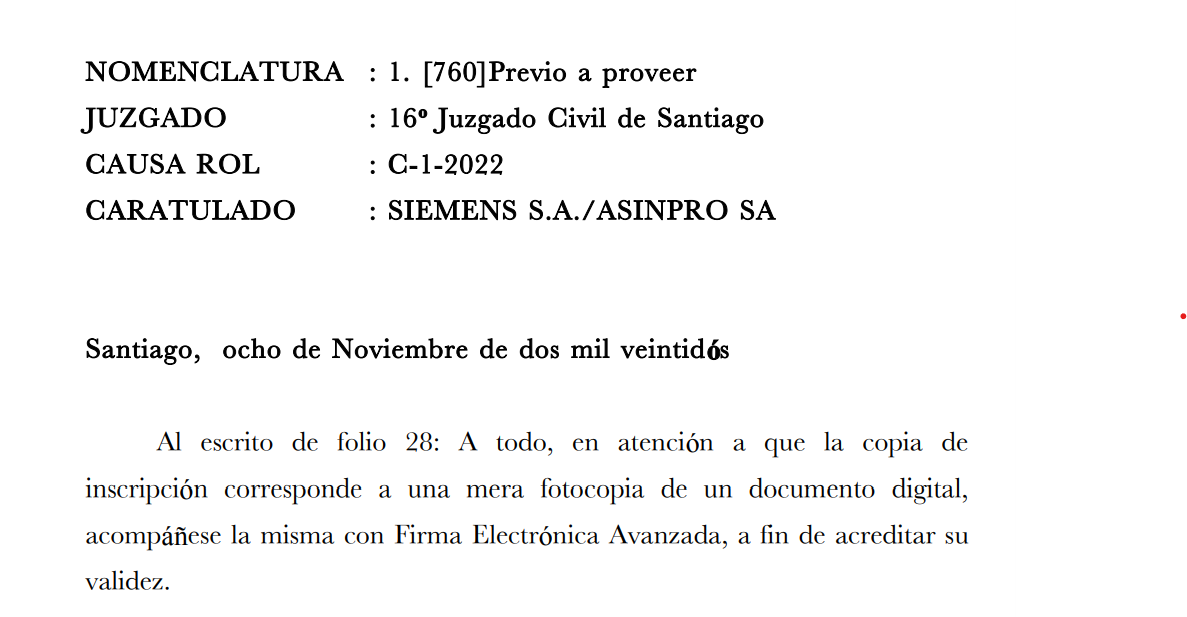 NOMENCLATURA : 1. [760]Previo a proveer
JUZGADO : 16º Juzgado Civil de Santiago
CAUSA ROL : C-1-2022
CARATULADO : SIEMENS S.A./ASINPRO SA
Santiago, ocho de Noviembre de dos mil veintidós
Al escrito de folio 28: A todo, en atención a que la copia de
inscripción corresponde a una mera fotocopia de un documento digital,
acompáñese la misma con Firma Electrónica Avanzada, a fin de acreditar su
validez.